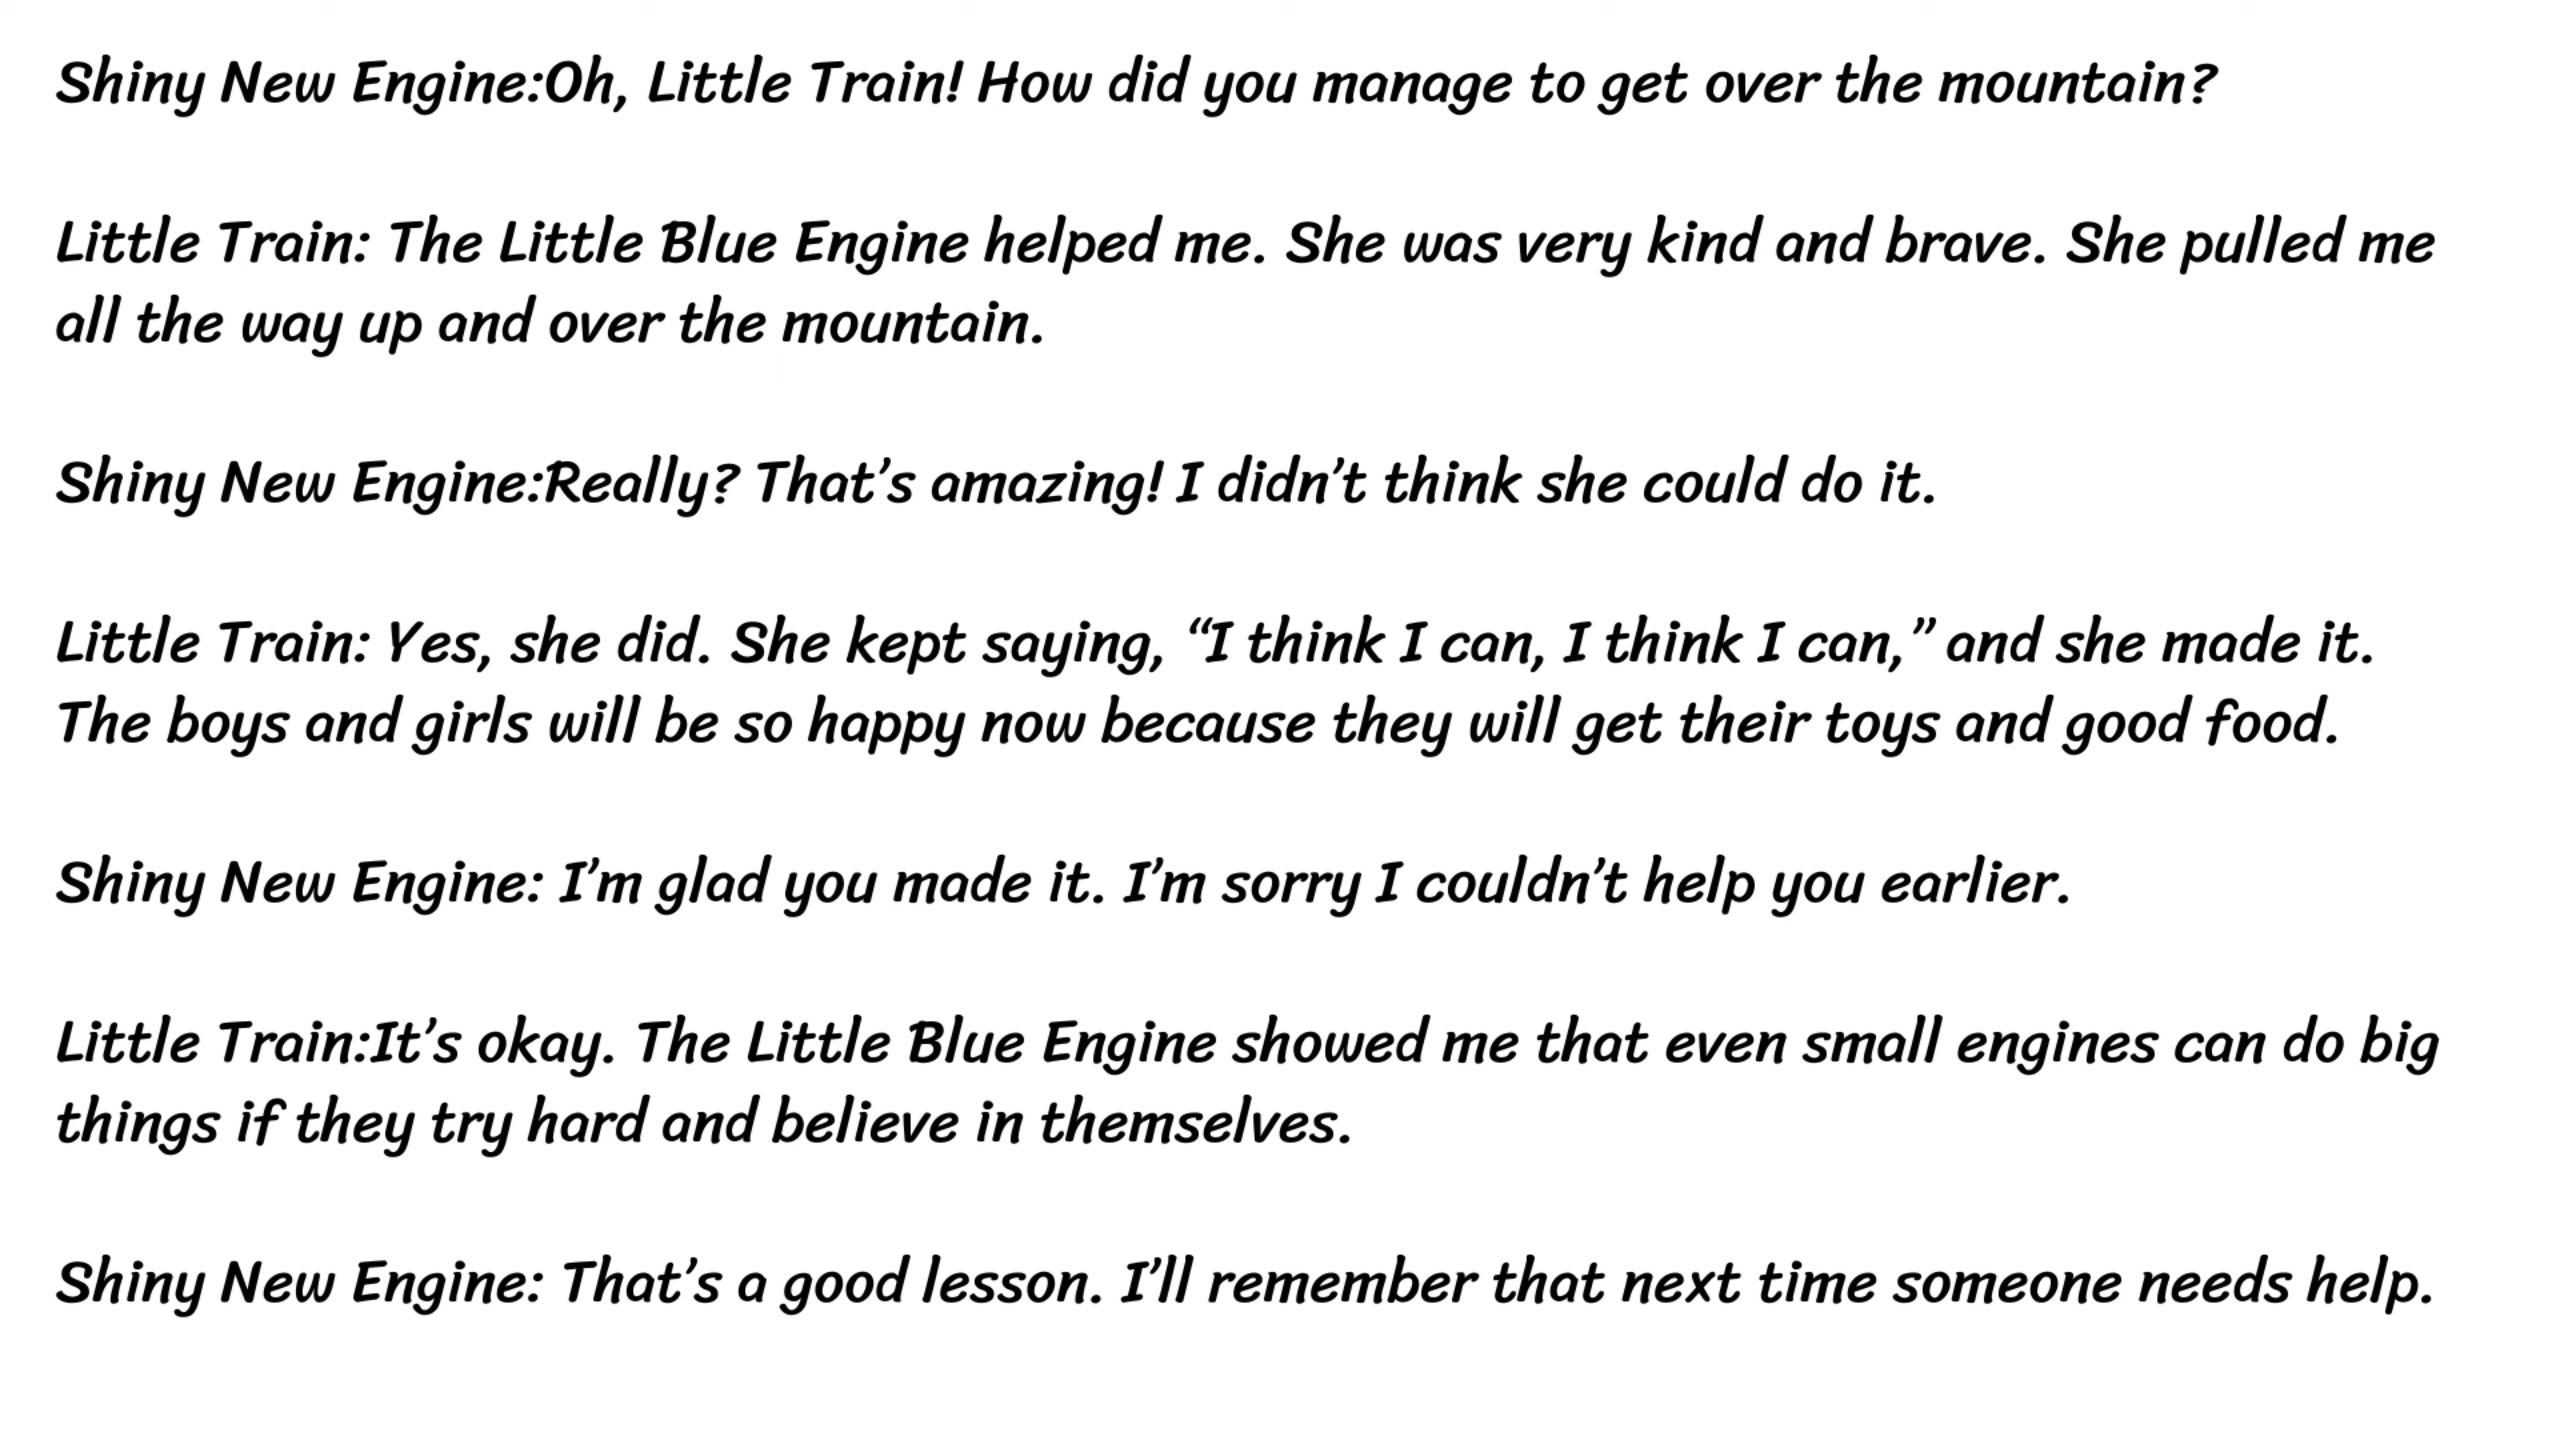 Shiny New Engine:Oh, Little Train! How did you manage to get over the mountain?
Little Train: The Little Blue Engine helped me. She was very kind and brave. She pulled me
all the way up and over the mountain.
Shiny New Engine:Really? That’s amazing! I didn’t think she could do it.
Little Train: Yes, she did. She kept saying, “I think I can, I think I can,” and she made it.
The boys and girls will be so happy now because they will get their toys and good food.
Shiny New Engine: I’m glad you made it. I’m sorry I couldn’t help you earlier.
Little Train:It’s okay. The Little Blue Engine showed me that even small engines can do big
things if they try hard and believe in themselves.
Shiny New Engine: That’s a good lesson. I’ll remember that next time someone needs help.